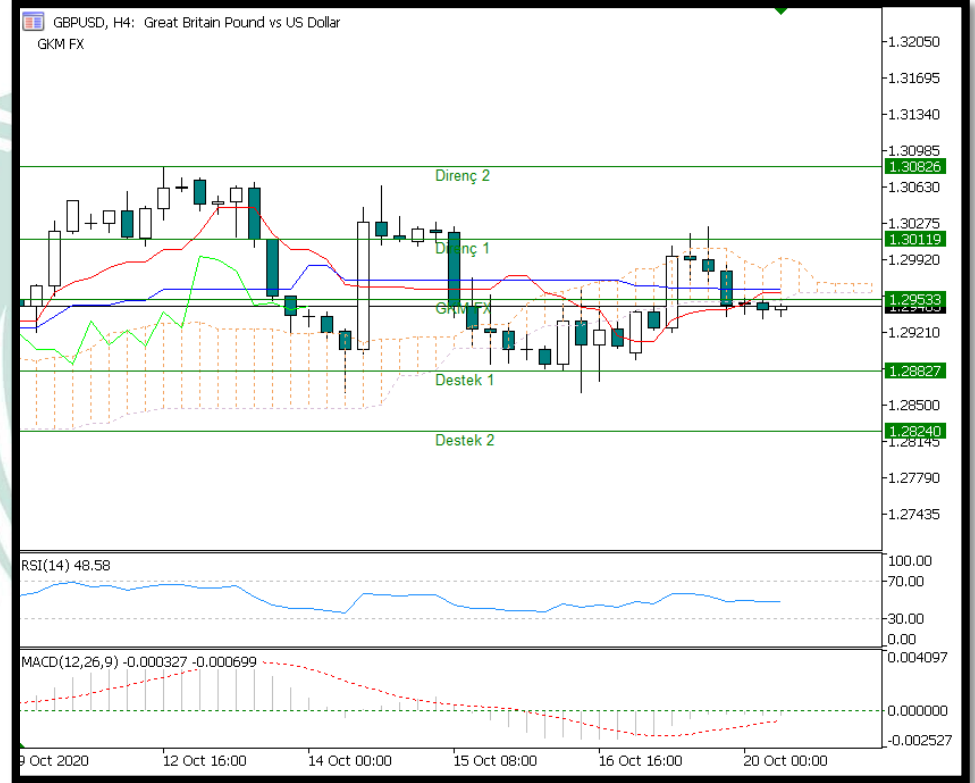 GBPUSD, H4: Great Britain Pound vs US Dollar
GKM FX
1.32050
1.31695
1.31340
1.30985
1.30826
Direnç 2
1.30630
1.30275
1.30119
Direnç 1
1.29920
1.29533
GKM FX
1.29210
1.28827
Destek 1
1.28500
1.28240
Destek 2
1.28145
1.27790
1.27435
RSI(14) 48.58
100.00
70.00
30.00
0.00
MACD(12,26,9) -0.000327 -0.000699
0.004097
0.000000
-0.002527
9 Oct 2020
12 Oct 16:00
14 Oct 00:00
15 Oct 08:00
16 Oct 16:00
20 Oct 00:00